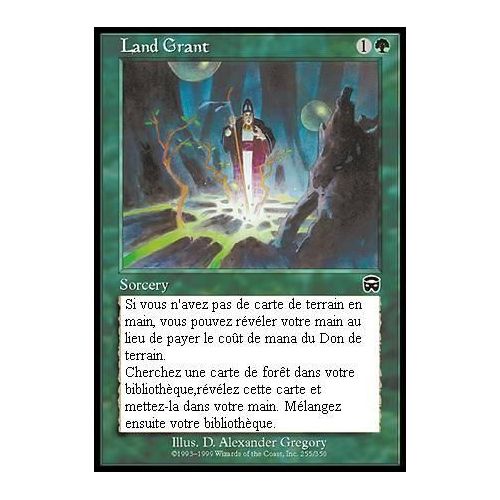 Land Grant 1
Sorcery
Si vous n'avez pas de carte de terrain en
main, vous pouvez révéler votre main au
lieu de payer le coût de mana du Don de
terrain.
Cherchez une carte de forêt dans votre
bibliothèque,révélez cette carte et
mettez-la dans votre main. Mélangez
ensuite votre bibliothèque.
Illus. D. Alexander Gregory
©1993-1999 Wizards of the Coast, Inc. 255/350